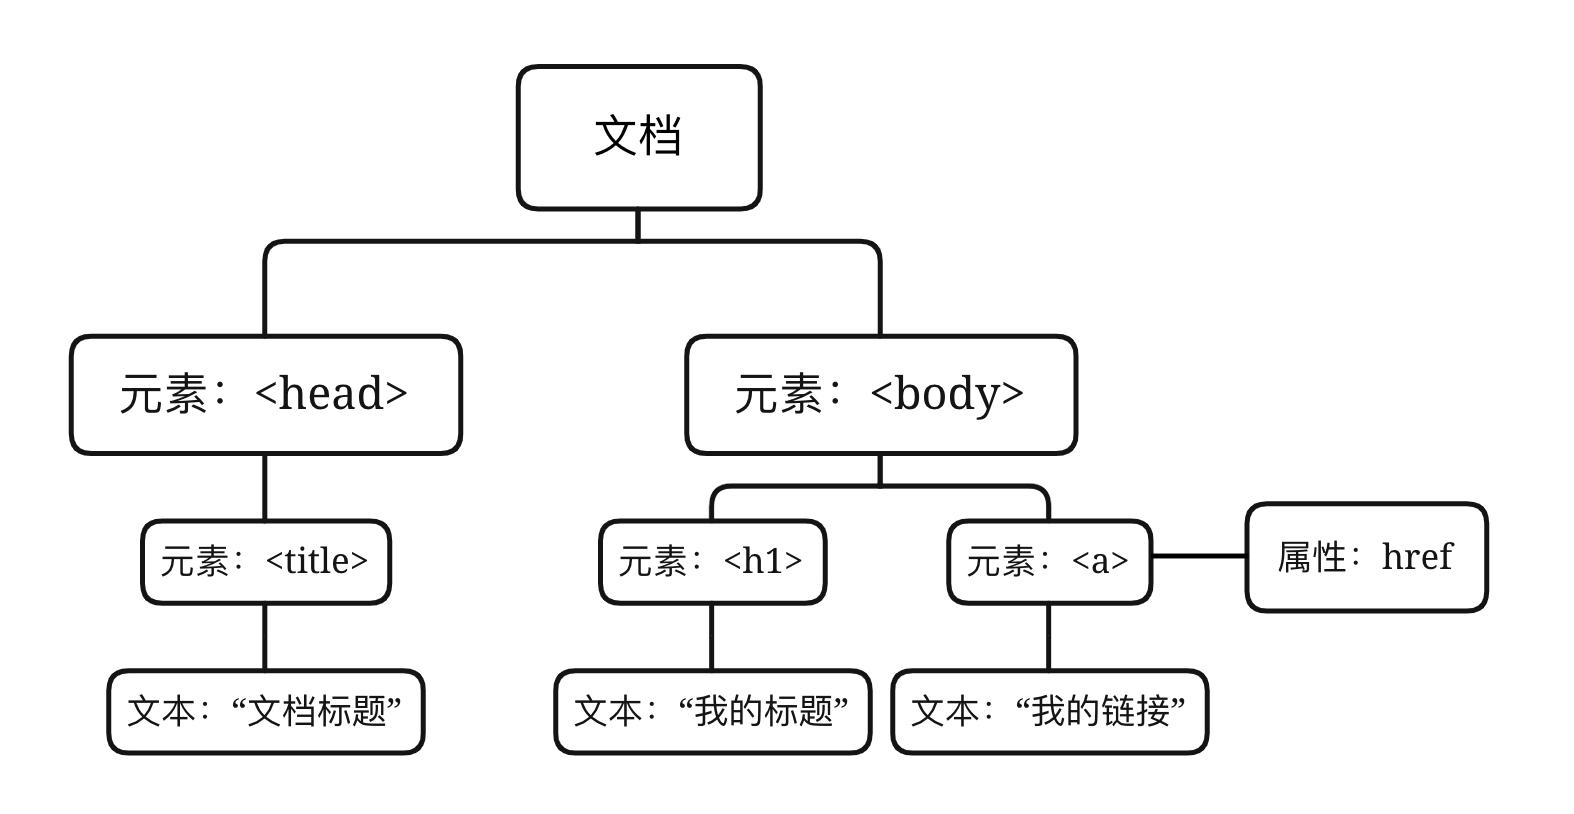 文档
元素：<head>
元素：<body>
元素：<title>
元素：<h1>
元素：<a>
属性：href
文本：“文档标题”
文本：“我的标题”
文本：“我的链接”